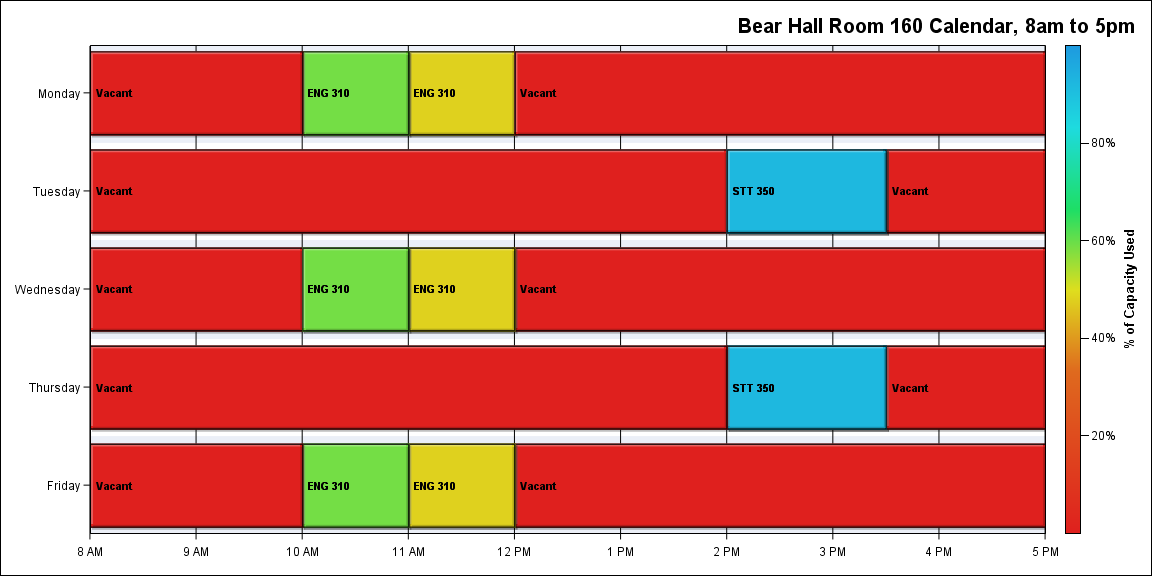 Bear Hall Room 160 Calendar, 8am to 5pm
Monday
Vacant
ENG 310
ENG 310
Vacant
Tuesday
Vacant
STT 350
Vacant
Wednesday
Vacant
ENG 310
ENG 310
Vacant
Thursday
Vacant
STT 350
Vacant
Friday
Vacant
ENG 310
ENG 310
Vacant
8 AM
9 AM
10 AM
11 AM
12 PM
1 PM
2 PM
3 PM
4 PM
5 PM
80%
60%
40%
20%
% of Capacity Used